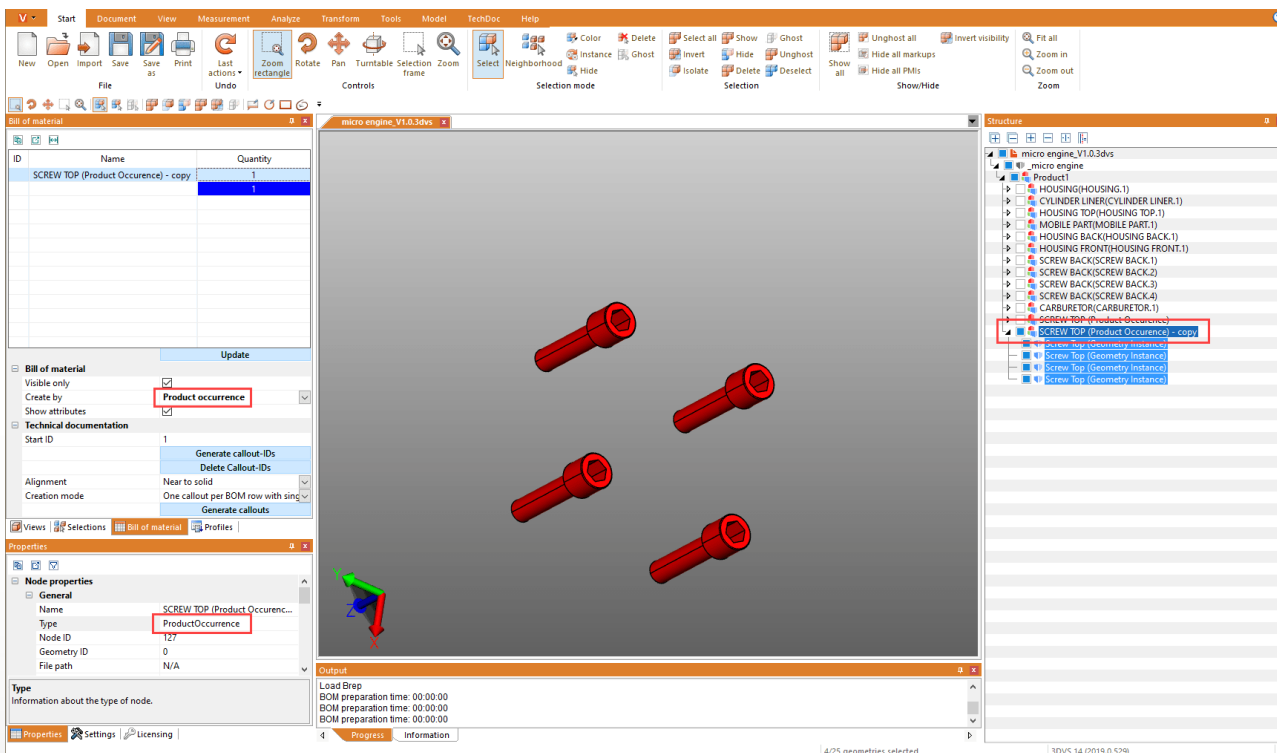 V Start Document View Measurement Analyze Transform Tools Model TechDoc Help
New Open Import Save Save as Print
File
Last actions
Undo
Zoom rectangle Rotate Pan Turntable Selection frame Zoom
Controls
Select Neighborhood Color Delete
Instance Ghost
Hide
Selection mode
Select all Show Ghost
Invert Hide Unghost
Isolate Delete Deselect
Selection
Show all Unghost all Invert visibility
Hide all markups
Hide all PMIs
Show/Hide
Fit all
Zoom in
Zoom out
Zoom
Bill of material
ID Name Quantity
SCREW TOP (Product Occurence) - copy 1
1
Update
Bill of material
Visible only
Create by Product occurrence
Show attributes
Technical documentation
Start ID 1
Generate callout-IDs
Delete Callout-IDs
Alignment Near to solid
Creation mode One callout per BOM row with sing
Generate callouts
Views Selections Bill of material Profiles
Properties
Node properties
General
Name SCREW TOP (Product Occurenc...
Type ProductOccurrence
Node ID 127
Geometry ID 0
File path N/A
Type
Information about the type of node.
Properties Settings Licensing
micro engine_V1.0.3dvs
Y
Z
X
Output
Load Brep
BOM preparation time: 00:00:00
BOM preparation time: 00:00:00
BOM preparation time: 00:00:00
Progress Information
Structure
micro engine_V1.0.3dvs
_micro engine
Product1
HOUSING(HOUSING.1)
CYLINDER LINER(CYLINDER LINER.1)
HOUSING TOP(HOUSING TOP.1)
MOBILE PART(MOBILE PART.1)
HOUSING BACK(HOUSING BACK.1)
HOUSING FRONT(HOUSING FRONT.1)
SCREW BACK(SCREW BACK.1)
SCREW BACK(SCREW BACK.2)
SCREW BACK(SCREW BACK.3)
SCREW BACK(SCREW BACK.4)
CARBURETOR(CARBURETOR.1)
SCREW TOP (Product Occurence)
SCREW TOP (Product Occurence) - copy
Screw Top (Geometry Instance)
Screw Top (Geometry Instance)
Screw Top (Geometry Instance)
Screw Top (Geometry Instance)
4/25 geometries selected
3DVS 14 (2019.0.529)